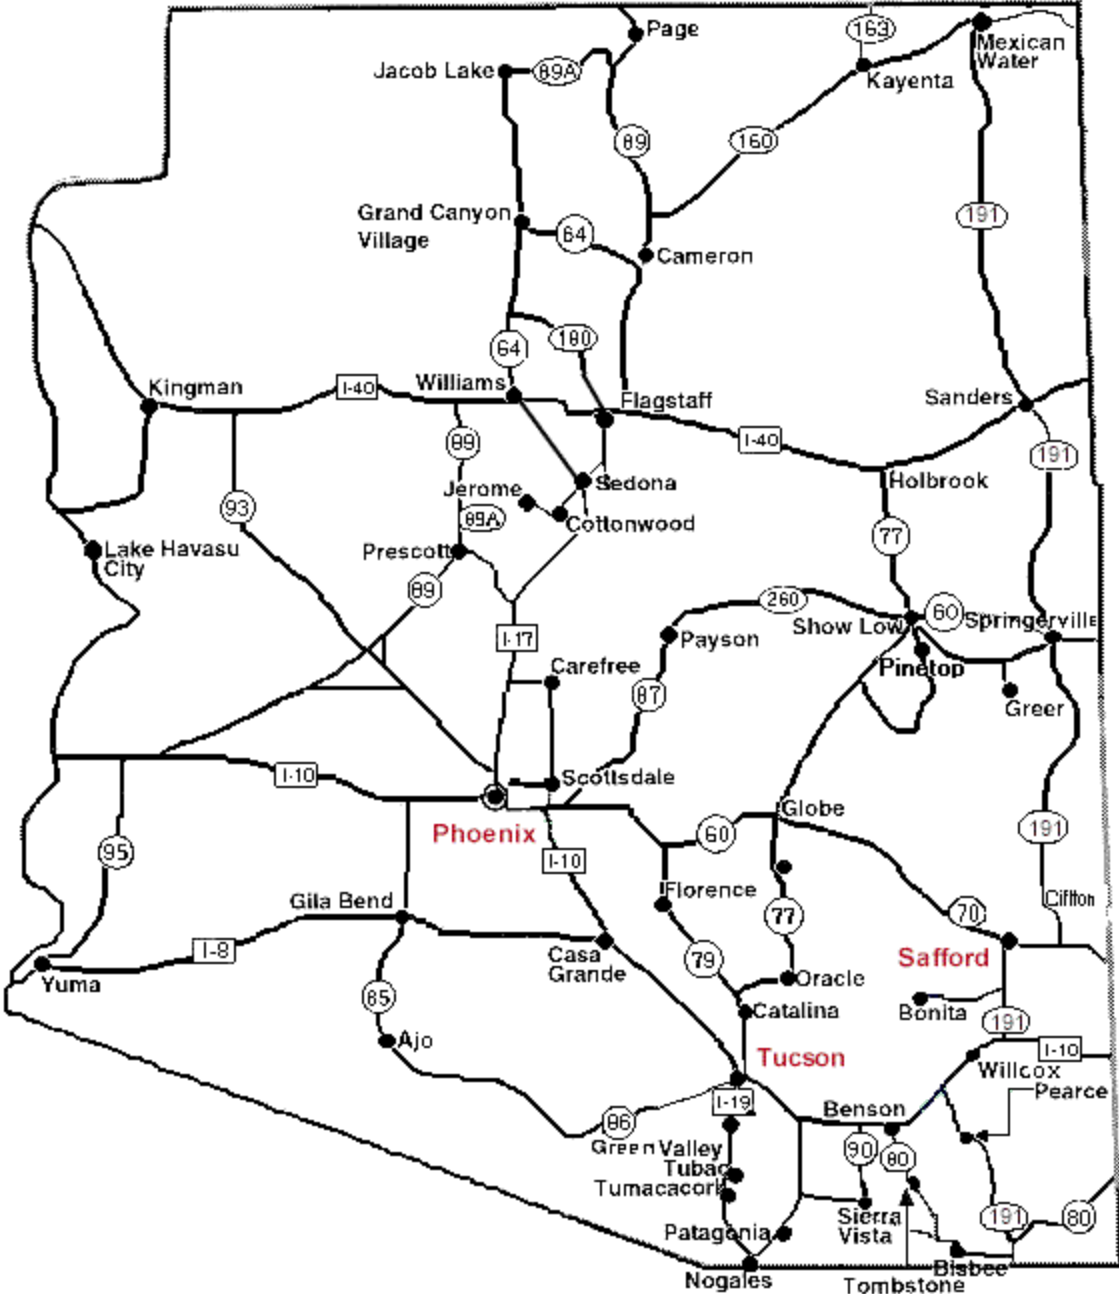 Page
163
Mexican
Water
Jacob Lake
89A
Kayenta
89
160
Grand Canyon
Village
64
191
Cameron
180
64
Kingman
I-40
Williams
Flagstaff
Sanders
89
I-40
191
Jerome
Sedona
Holbrook
93
89A
Cottonwood
77
Lake Havasu
City
Prescott
89
260
60
Show Low
Springerville
I-17
Payson
Carefree
Pinetop
87
Greer
I-10
Scottsdale
Globe
Phoenix
60
191
95
I-10
Florence
Gila Bend
77
70
Cliftton
I-8
Casa
Grande
79
Safford
Yuma
Oracle
85
Catalina
Bonita
191
Ajo
Tucson
I-10
Willcox
Pearce
I-19
Benson
86
Green Valley
90
80
Tubac
Tumacacori
Patagonia
Sierra
Vista
191
80
Nogales
Bisbee
Tombstone